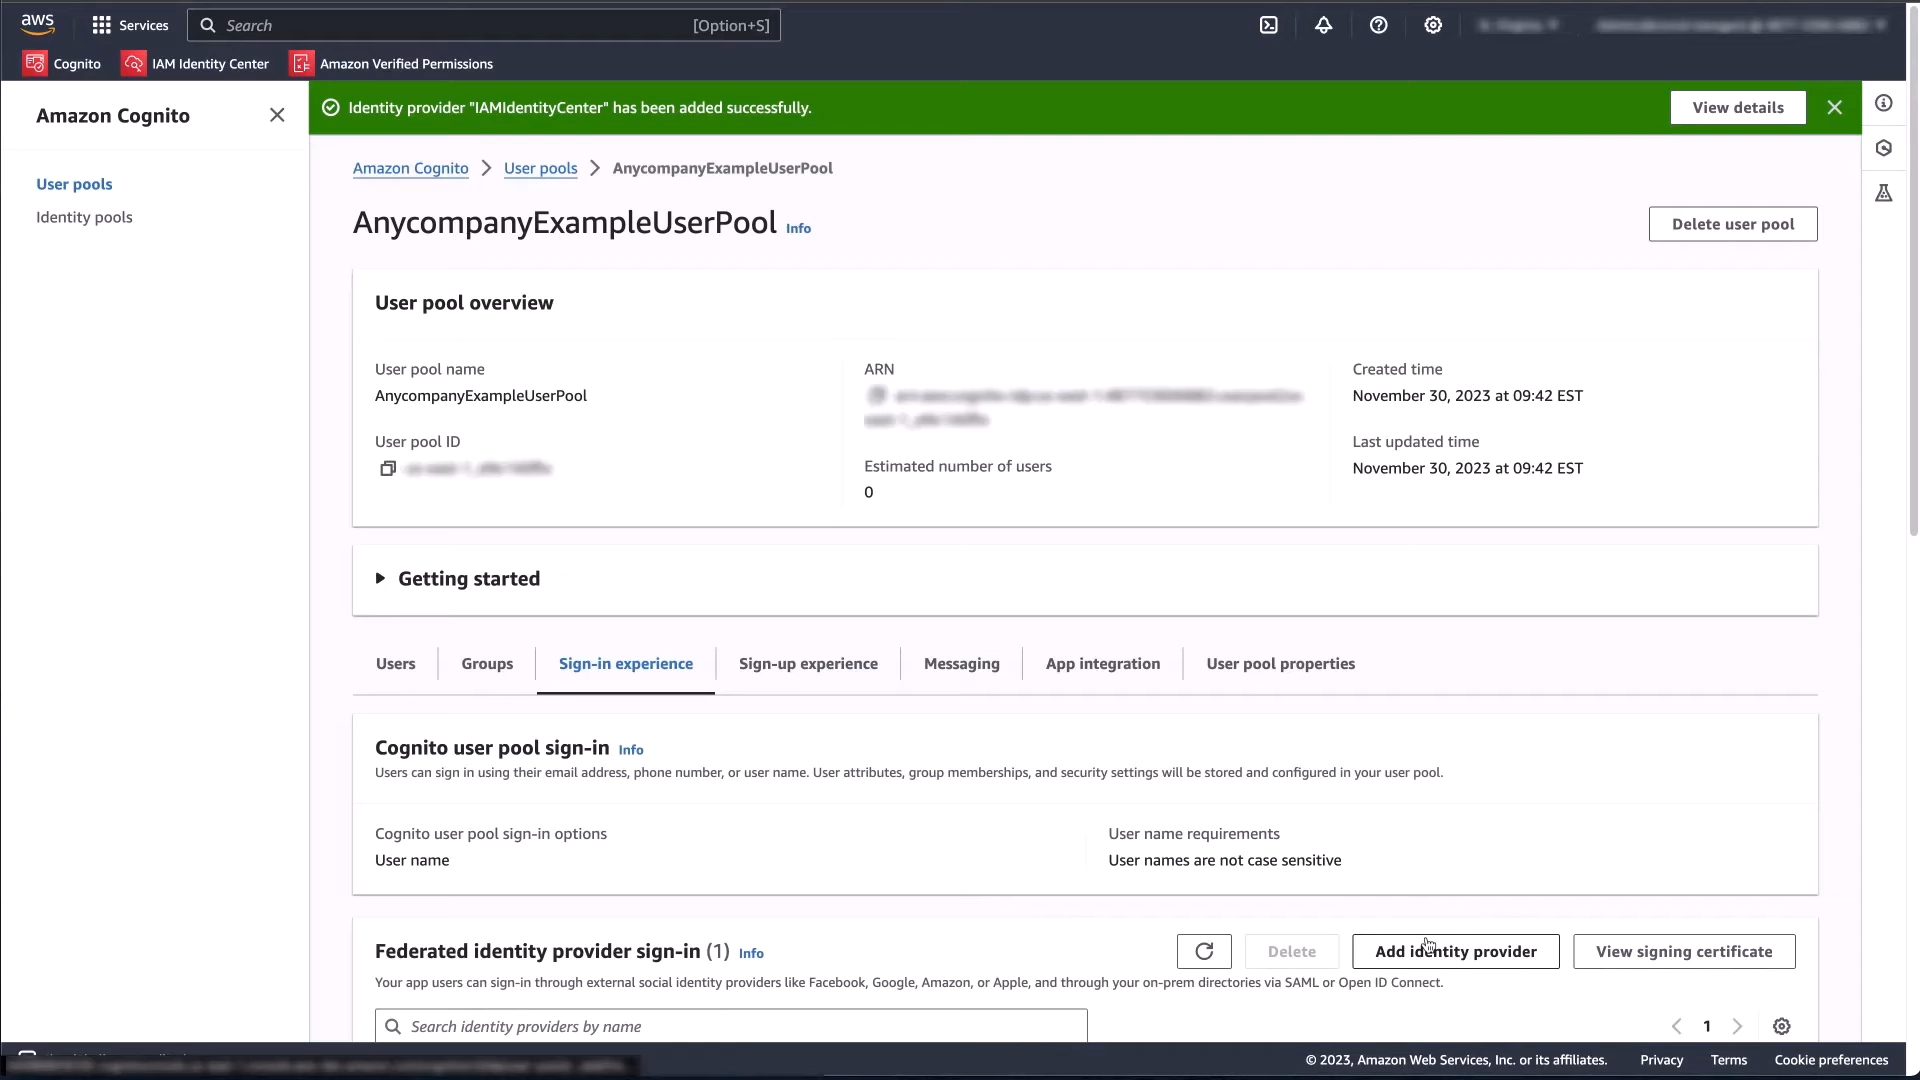 aws
Services
Search
[Option+S]
Cognito
IAM Identity Center
Amazon Verified Permissions
Amazon Cognito
User pools
Identity pools
Identity provider "IAMIdentityCenter" has been added successfully.
View details
Amazon Cognito
User pools
AnycompanyExampleUserPool
AnycompanyExampleUserPool Info
Delete user pool
User pool overview
User pool name
AnycompanyExampleUserPool
User pool ID
ARN
Estimated number of users
0
Created time
November 30, 2023 at 09:42 EST
Last updated time
November 30, 2023 at 09:42 EST
Getting started
Users
Groups
Sign-in experience
Sign-up experience
Messaging
App integration
User pool properties
Cognito user pool sign-in Info
Users can sign in using their email address, phone number, or user name. User attributes, group memberships, and security settings will be stored and configured in your user pool.
Cognito user pool sign-in options
User name
User name requirements
User names are not case sensitive
Federated identity provider sign-in (1) Info
Delete
Add identity provider
View signing certificate
Your app users can sign-in through external social identity providers like Facebook, Google, Amazon, or Apple, and through your on-prem directories via SAML or Open ID Connect.
Search identity providers by name
1
© 2023, Amazon Web Services, Inc. or its affiliates.
Privacy
Terms
Cookie preferences